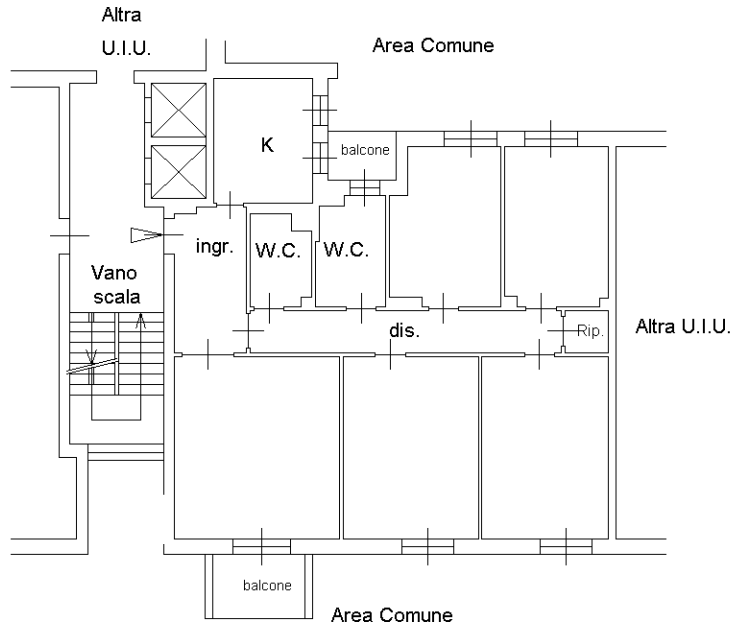 Altra
U.I.U.
Area Comune
K
balcone
ingr.
W.C.
W.C.
Vano
scala
dis.
Rip.
Altra U.I.U.
balcone
Area Comune